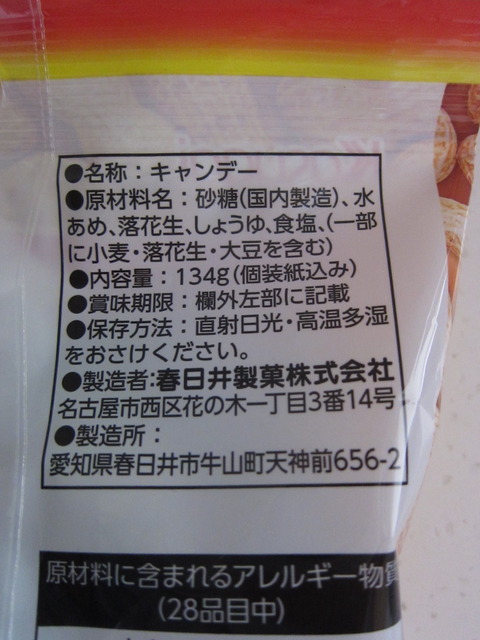 ●名称：キャンデー
●原材料名：砂糖(国内製造)、水
あめ、落花生、しょうゆ、食塩、(一部
に小麦・落花生・大豆を含む)
●内容量：134g(個装紙込み)
●賞味期限：欄外左部に記載
●保存方法：直射日光・高温多湿
をおさけください。
●製造者:春日井製菓株式会社
名古屋市西区花の木一丁目3番14号
●製造所：
愛知県春日井市牛山町天神前656-2
原材料に含まれるアレルギー物質
(28品目中)